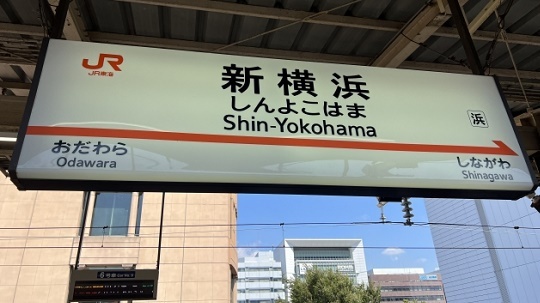 JR
JR東海
新横浜
しんよこはま
Shin-Yokohama
浜
おだわら
Odawara
しながわ
Shinagawa